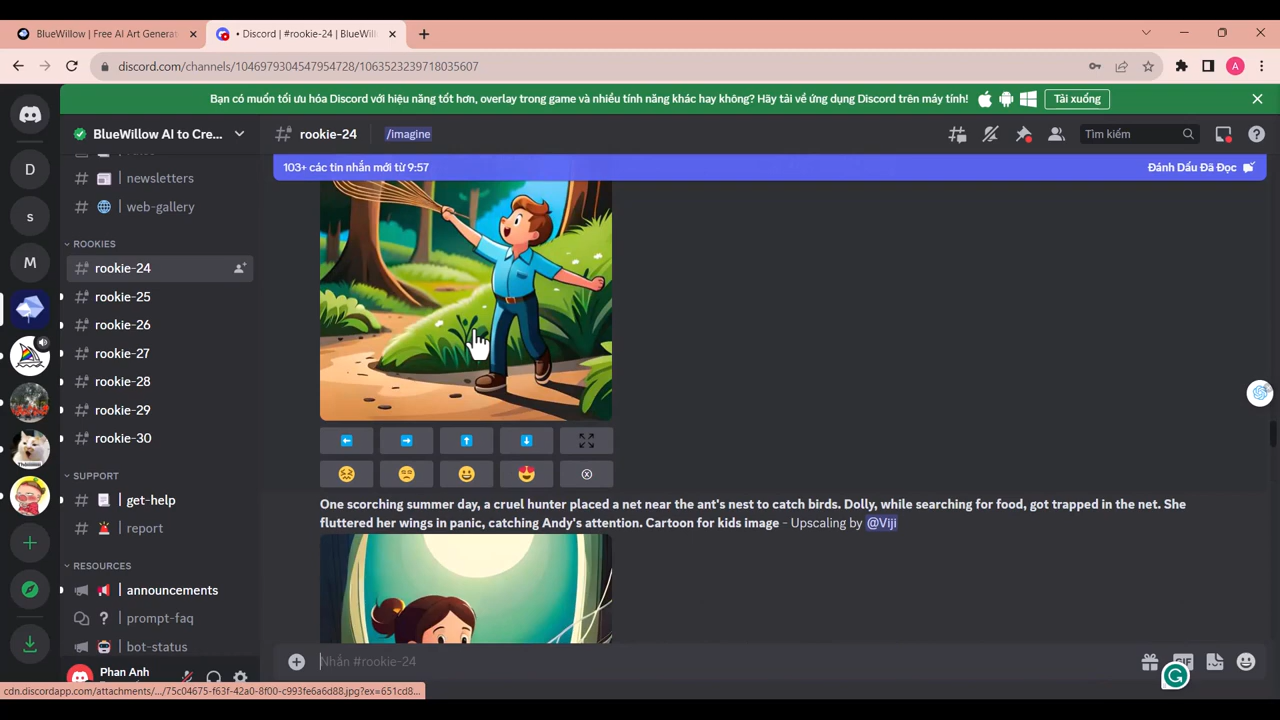 BlueWillow | Free AI Art Generat
• Discord | #rookie-24 | BlueWill
discord.com/channels/1046979304547954728/1063523239718035607
A
Bạn có muốn tối ưu hóa Discord với hiệu năng tốt hơn, overlay trong game và nhiều tính năng khác hay không? Hãy tải về ứng dụng Discord trên máy tính!
Tải xuống
BlueWillow AI to Cre...
rookie-24
/imagine
Tìm kiếm
103+ các tin nhắn mới từ 9:57
Đánh Dấu Đã Đọc
D
s
M
newsletters
web-gallery
ROOKIES
rookie-24
rookie-25
rookie-26
rookie-27
rookie-28
rookie-29
rookie-30
SUPPORT
get-help
report
RESOURCES
announcements
prompt-faq
bot-status
One scorching summer day, a cruel hunter placed a net near the ant's nest to catch birds. Dolly, while searching for food, got trapped in the net. She
fluttered her wings in panic, catching Andy's attention. Cartoon for kids image - Upscaling by @Viji
Nhắn #rookie-24
GIF
Phan Anh
cdn.discordapp.com/attachments/.../75c04675-f63f-42a0-8f00-c993fe6a6d88.jpg?ex=651cd8...